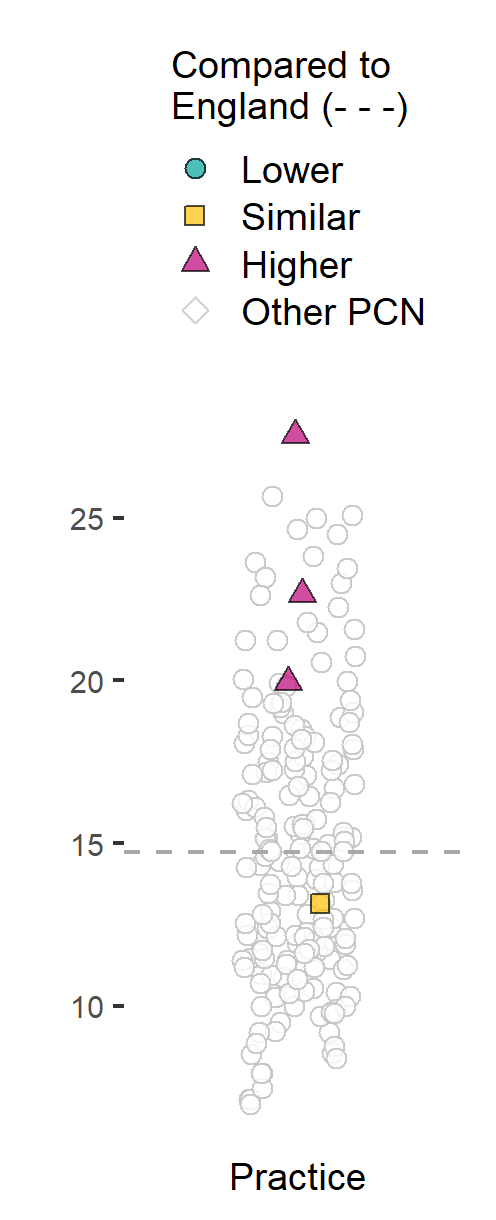 Compared to
England (- - -)
Lower
Similar
Higher
Other PCN
25
20
15
10
Practice